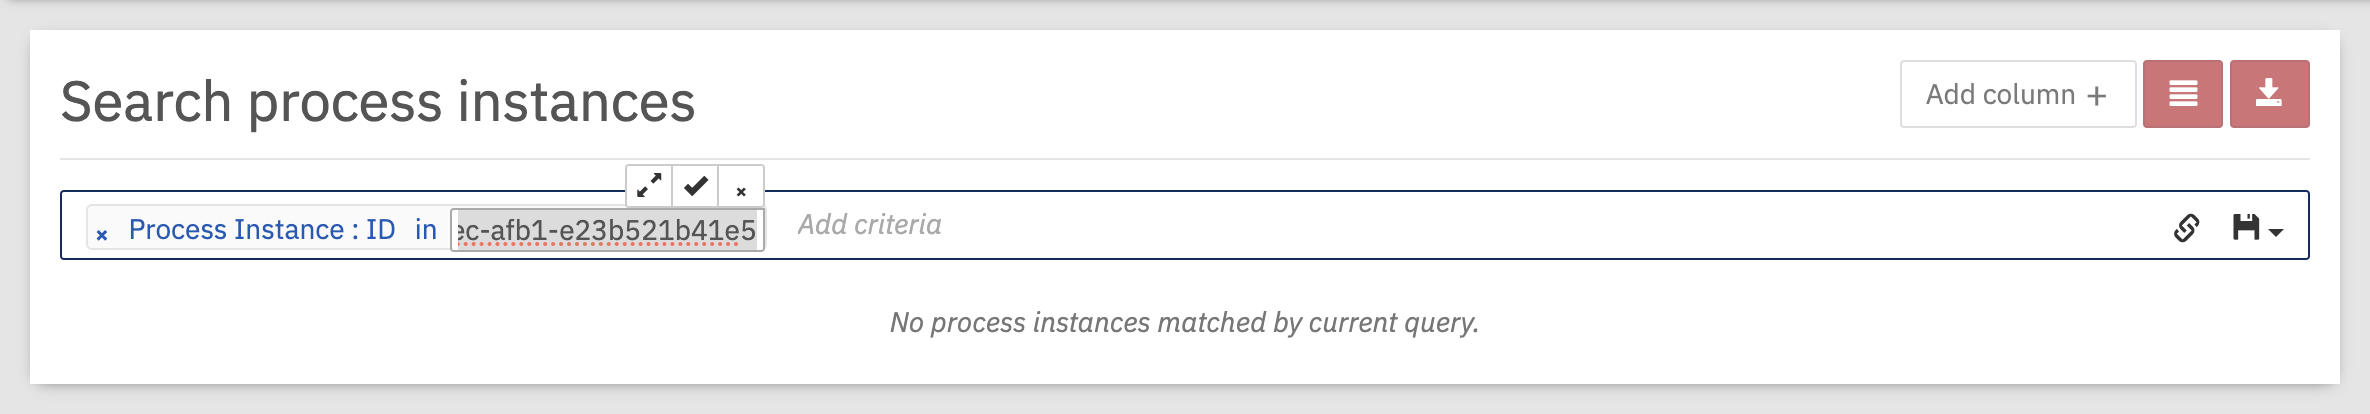 Search process instances
Add column +
× Process Instance : ID in ec-afb1-e23b521b41e5 Add criteria
No process instances matched by current query.